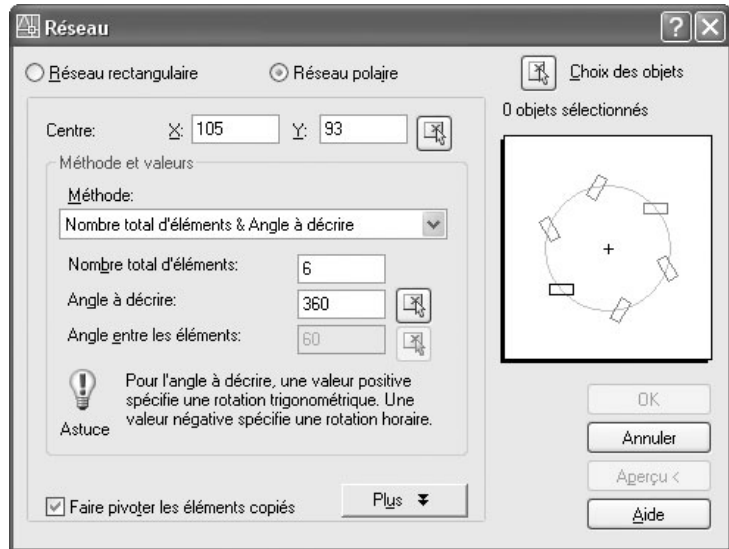 Réseau
Réseau rectangulaire
Réseau polaire
Choix des objets
0 objets sélectionnés
Centre: X: 105 Y: 93
Méthode et valeurs
Méthode:
Nombre total d'éléments & Angle à décrire
Nombre total d'éléments: 6
Angle à décrire: 360
Angle entre les éléments: 60
Pour l'angle à décrire, une valeur positive
spécifie une rotation trigonométrique. Une
valeur négative spécifie une rotation horaire.
Astuce
Faire pivoter les éléments copiés
Plus
OK
Annuler
Aperçu <
Aide